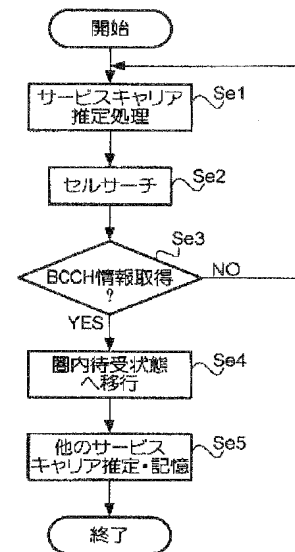 開始
サービスキャリア
推定処理
Se1
セルサーチ
Se2
Se3
BCCH情報取得
?
NO
YES
圏内待受状態
へ移行
Se4
他のサービス
キャリア推定・記憶
Se5
終了